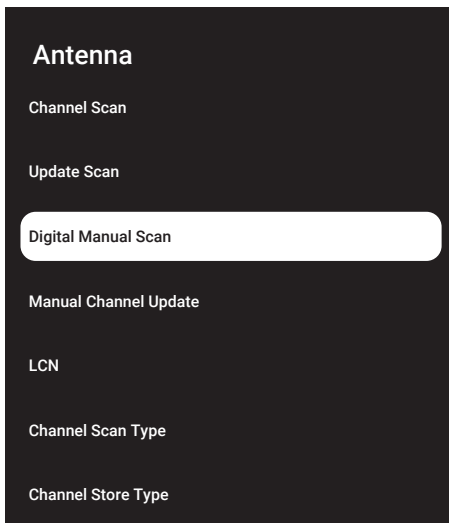 Antenna
Channel Scan
Update Scan
Digital Manual Scan
Manual Channel Update
LCN
Channel Scan Type
Channel Store Type